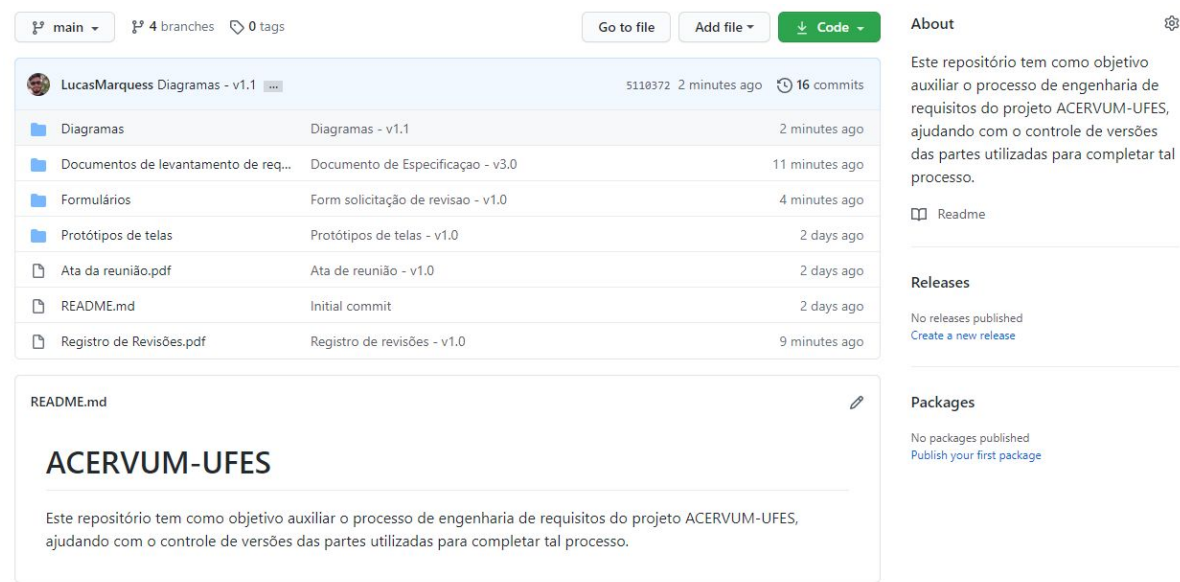 main 4 branches 0 tags Go to file Add file Code
LucasMarquess Diagramas - v1.1 ... 5110372 2 minutes ago 16 commits
Diagramas Diagramas - v1.1 2 minutes ago
Documentos de levantamento de req... Documento de Especificaçao - v3.0 11 minutes ago
Formulários Form solicitação de revisao - v1.0 4 minutes ago
Protótipos de telas Protótipos de telas - v1.0 2 days ago
Ata da reunião.pdf Ata de reunião - v1.0 2 days ago
README.md Initial commit 2 days ago
Registro de Revisões.pdf Registro de revisões - v1.0 9 minutes ago
README.md
ACERVUM-UFES
Este repositório tem como objetivo auxiliar o processo de engenharia de requisitos do projeto ACERVUM-UFES,
ajudando com o controle de versões das partes utilizadas para completar tal processo.
About
Este repositório tem como objetivo
auxiliar o processo de engenharia de
requisitos do projeto ACERVUM-UFES,
ajudando com o controle de versões
das partes utilizadas para completar tal
processo.
Readme
Releases
No releases published
Create a new release
Packages
No packages published
Publish your first package